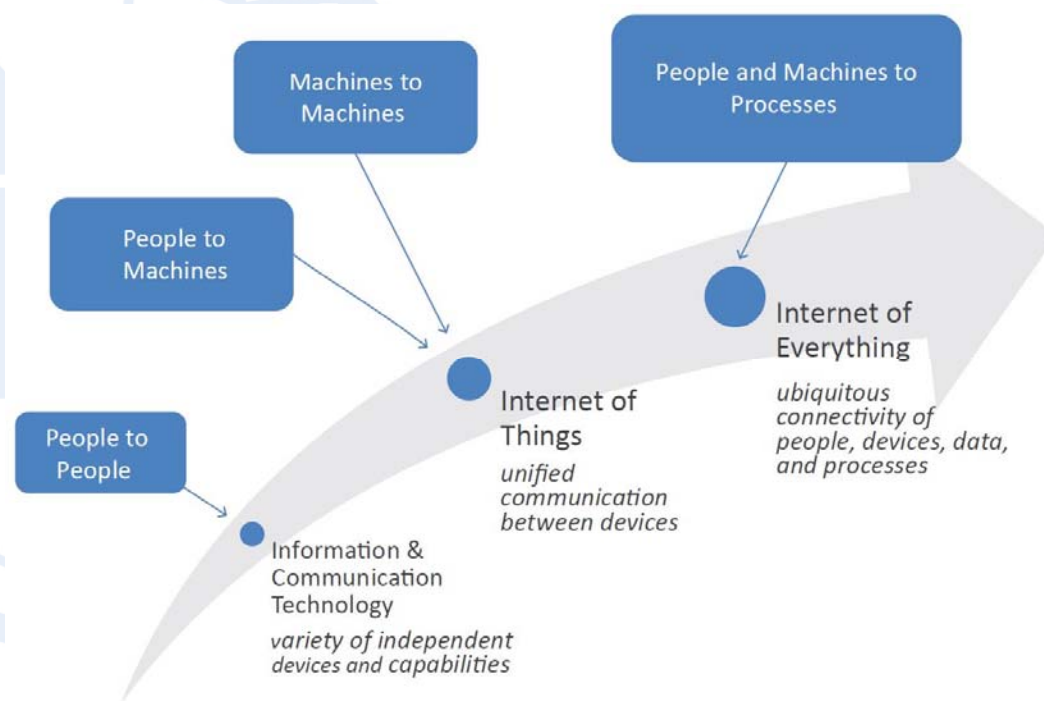 People and Machines to
Processes
Machines to
Machines
People to
Machines
Internet of
Everything
ubiquitous
connectivity of
people, devices, data,
and processes
Internet of
Things
unified
communication
between devices
People to
People
Information &
Communication
Technology
variety of independent
devices and capabilities